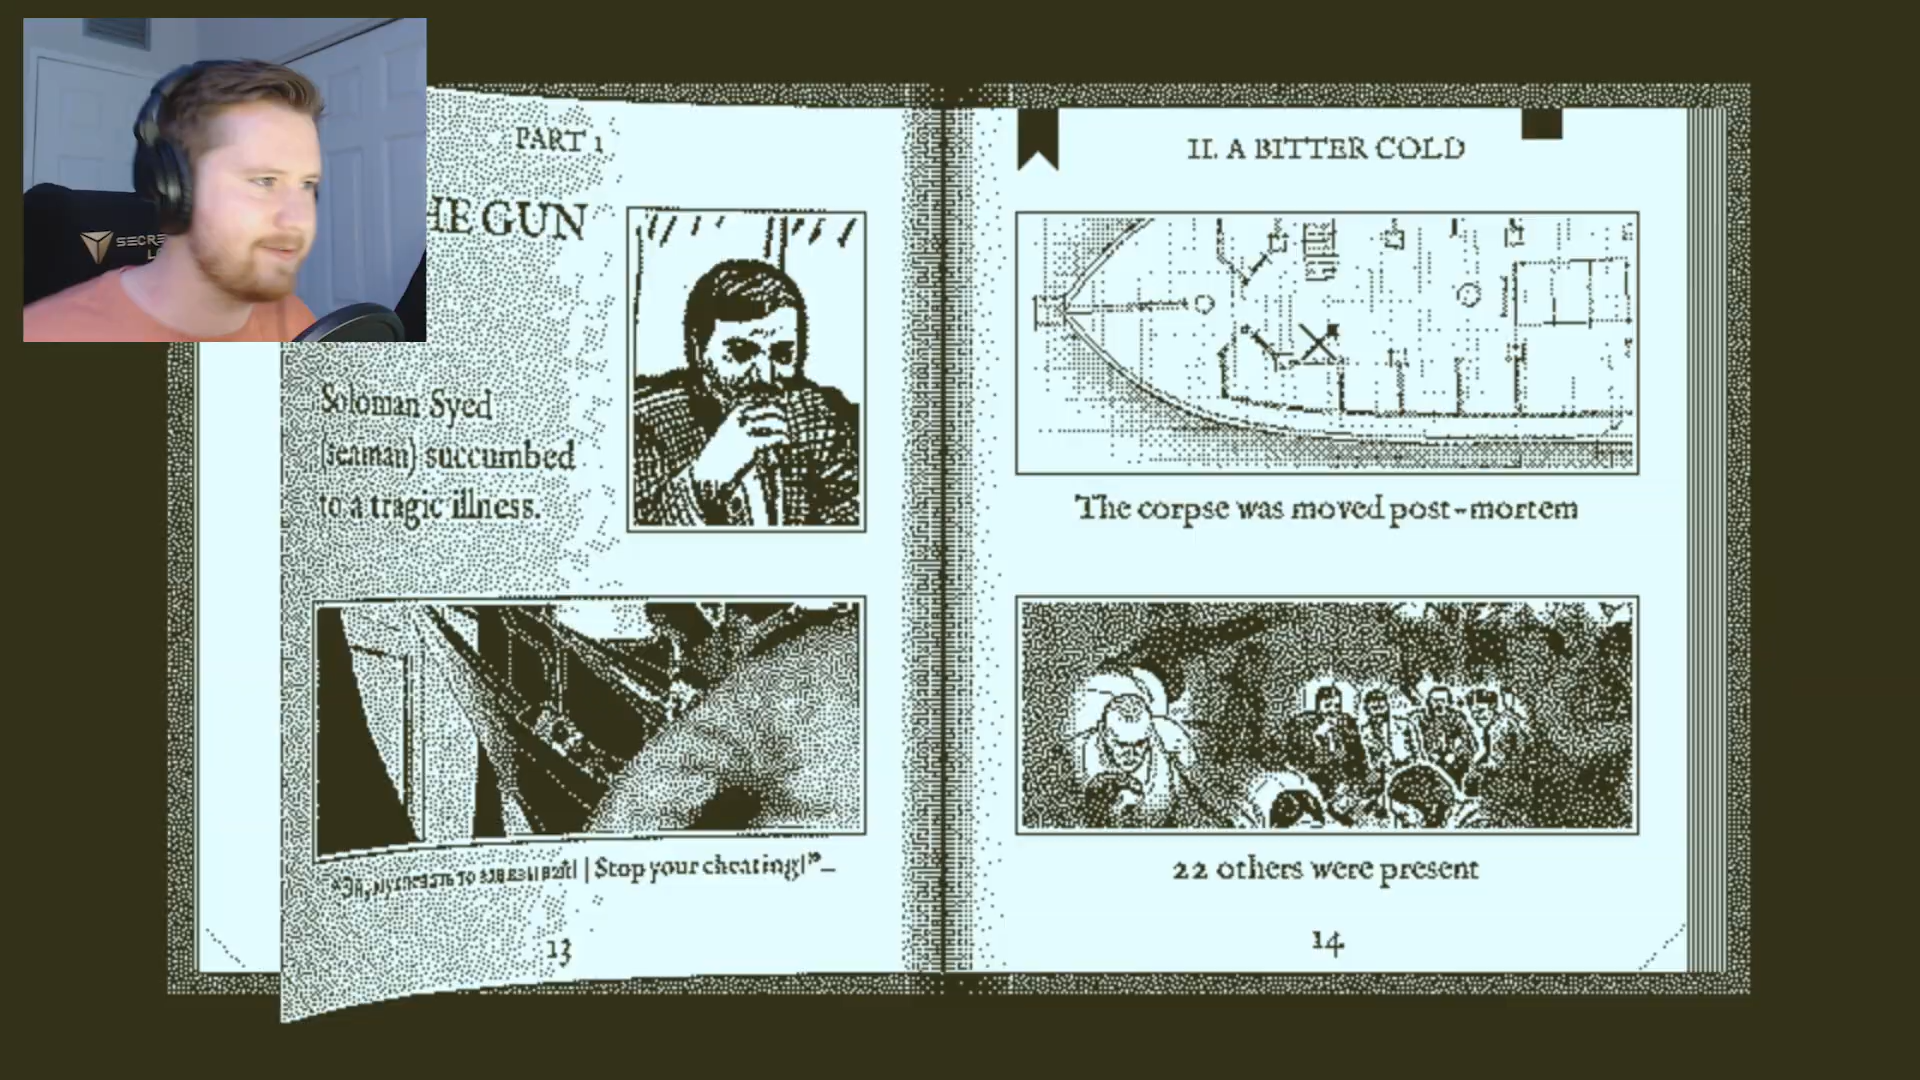 PART 1
HE GUN
Soloman Syed
(seaman) succumbed
to a tragic illness.
| Stop your cheating!"–
13
II. A BITTER COLD
The corpse was moved post-mortem
22 others were present
14
SECRE
L